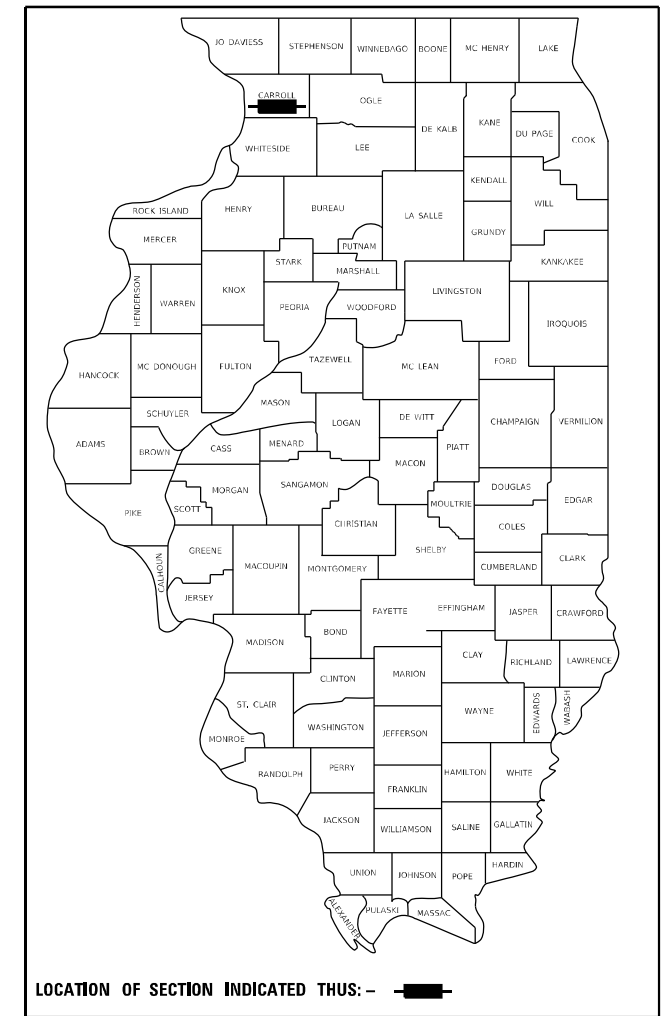 JO DAVIESS
STEPHENSON
WINNEBAGO
BOONE
MC HENRY
LAKE
CARROLL
OGLE
DE KALB
KANE
DU PAGE
COOK
WHITESIDE
LEE
KENDALL
WILL
ROCK ISLAND
HENRY
BUREAU
LA SALLE
GRUNDY
MERCER
PUTNAM
STARK
MARSHALL
KANKAKEE
HENDERSON
WARREN
KNOX
PEORIA
WOODFORD
LIVINGSTON
IROQUOIS
HANCOCK
MC DONOUGH
FULTON
TAZEWELL
MC LEAN
FORD
MASON
SCHUYLER
LOGAN
DE WITT
CHAMPAIGN
VERMILION
ADAMS
BROWN
CASS
MENARD
PIATT
MACON
SANGAMON
MORGAN
SCOTT
PIKE
CHRISTIAN
MOULTRIE
DOUGLAS
EDGAR
COLES
GREENE
CALHOUN
MACOUPIN
MONTGOMERY
SHELBY
CUMBERLAND
CLARK
JERSEY
FAYETTE
EFFINGHAM
JASPER
CRAWFORD
MADISON
BOND
CLAY
RICHLAND
LAWRENCE
MARION
CLINTON
ST. CLAIR
WAYNE
EDWARDS
WABASH
WASHINGTON
JEFFERSON
MONROE
RANDOLPH
PERRY
HAMILTON
WHITE
FRANKLIN
JACKSON
WILLIAMSON
SALINE
GALLATIN
UNION
JOHNSON
POPE
HARDIN
ALEXANDER
PULASKI
MASSAC
LOCATION OF SECTION INDICATED THUS: –